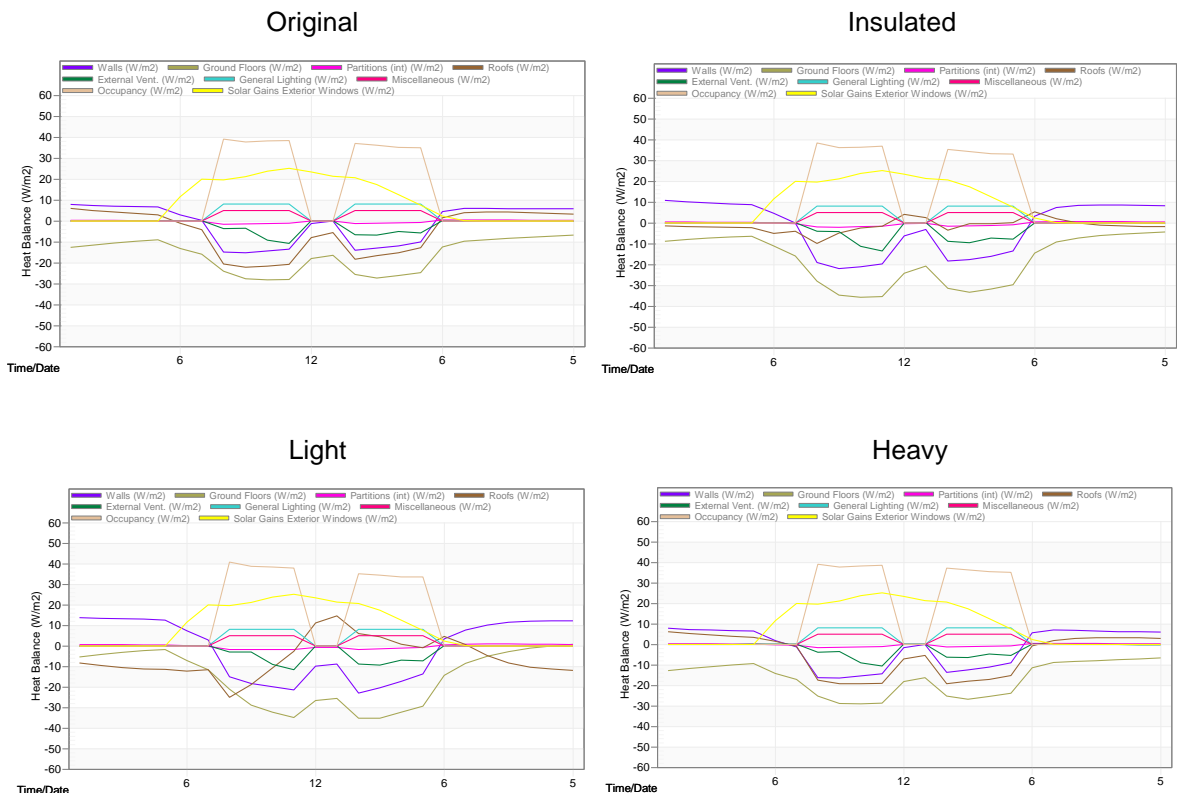 Original
Walls (W/m2) Ground Floors (W/m2) Partitions (int) (W/m2) Roofs (W/m2)
External Vent. (W/m2) General Lighting (W/m2) Miscellaneous (W/m2)
Occupancy (W/m2) Solar Gains Exterior Windows (W/m2)
Heat Balance (W/m2)
60
50
40
30
20
10
0
-10
-20
-30
-40
-50
-60
6 12 6 5
Time/Date
Insulated
Walls (W/m2) Ground Floors (W/m2) Partitions (int) (W/m2) Roofs (W/m2)
External Vent. (W/m2) General Lighting (W/m2) Miscellaneous (W/m2)
Occupancy (W/m2) Solar Gains Exterior Windows (W/m2)
Heat Balance (W/m2)
60
50
40
30
20
10
0
-10
-20
-30
-40
-50
-60
6 12 6 5
Time/Date
Light
Walls (W/m2) Ground Floors (W/m2) Partitions (int) (W/m2) Roofs (W/m2)
External Vent. (W/m2) General Lighting (W/m2) Miscellaneous (W/m2)
Occupancy (W/m2) Solar Gains Exterior Windows (W/m2)
Heat Balance (W/m2)
60
50
40
30
20
10
0
-10
-20
-30
-40
-50
-60
6 12 6 5
Time/Date
Heavy
Walls (W/m2) Ground Floors (W/m2) Partitions (int) (W/m2) Roofs (W/m2)
External Vent. (W/m2) General Lighting (W/m2) Miscellaneous (W/m2)
Occupancy (W/m2) Solar Gains Exterior Windows (W/m2)
Heat Balance (W/m2)
60
50
40
30
20
10
0
-10
-20
-30
-40
-50
-60
6 12 6 5
Time/Date